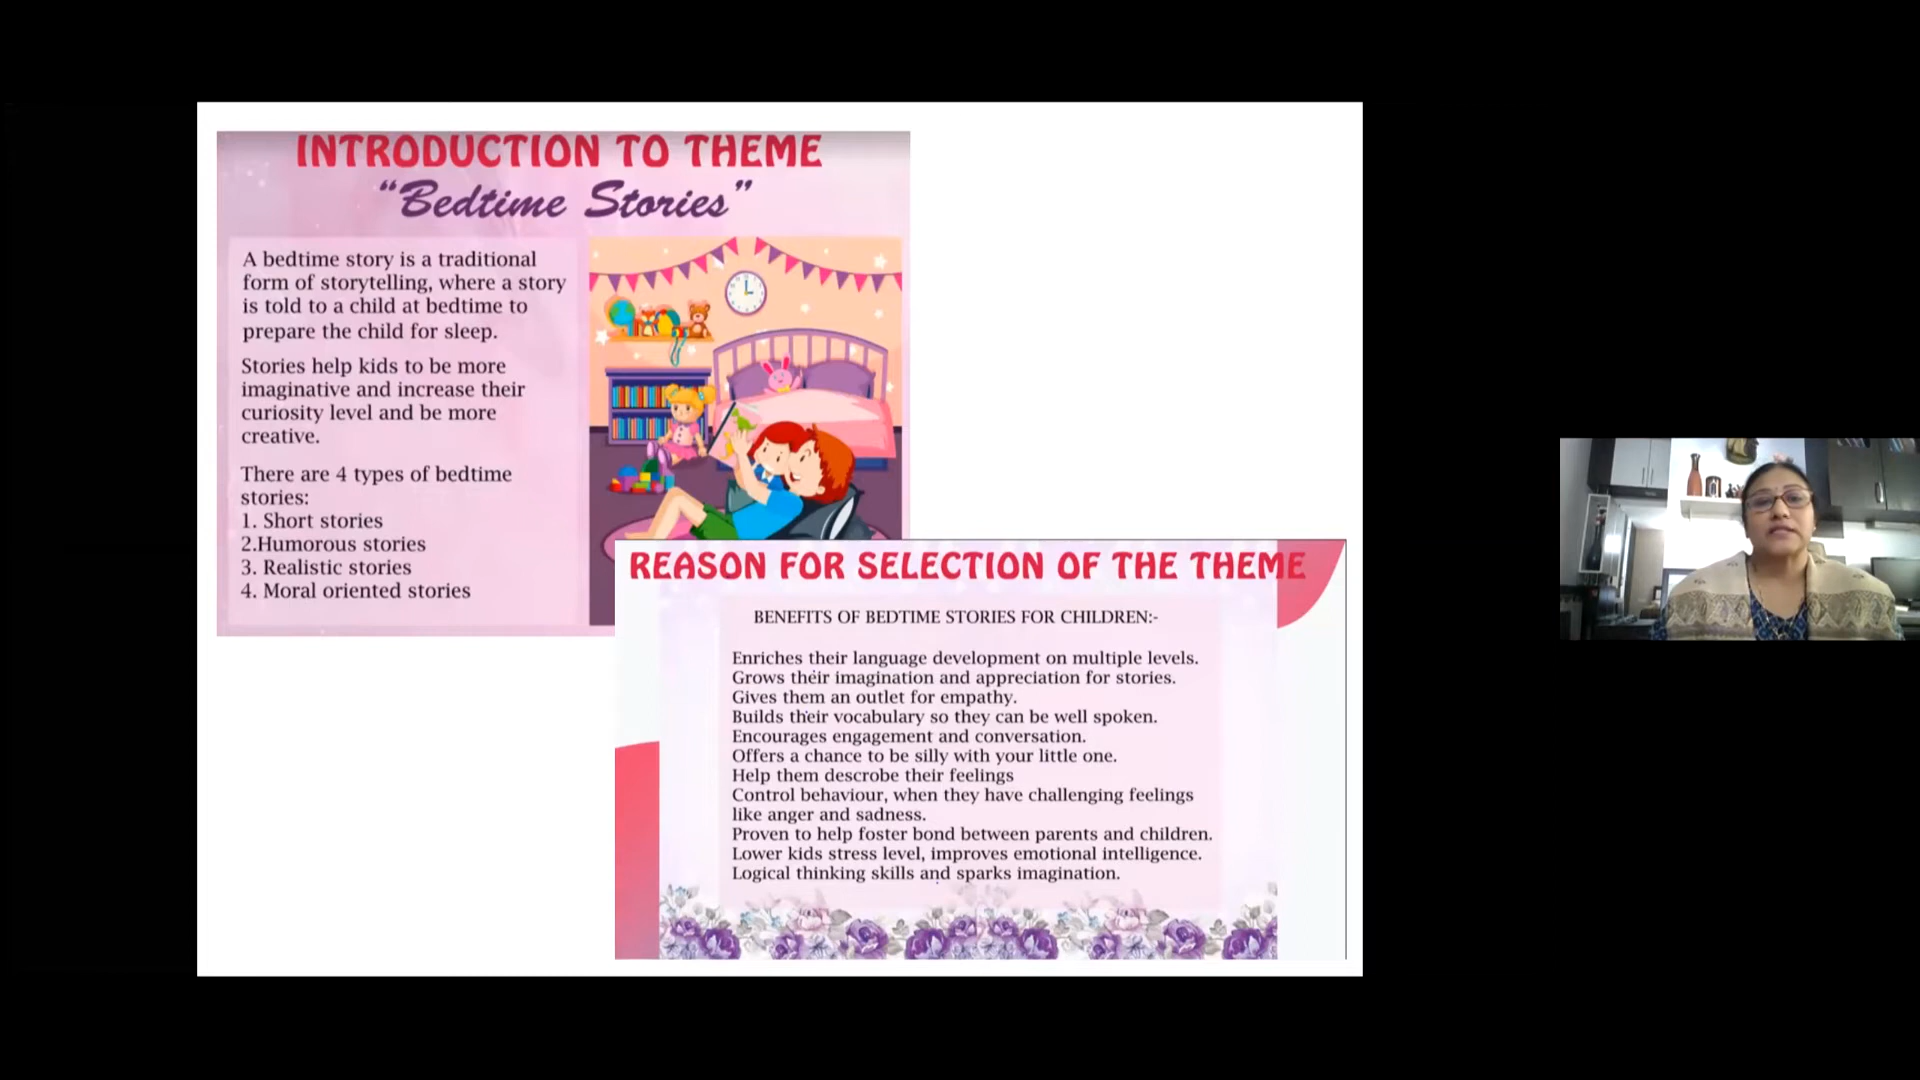 INTRODUCTION TO THEME
“Bedtime Stories”
A bedtime story is a traditional
form of storytelling, where a story
is told to a child at bedtime to
prepare the child for sleep.
Stories help kids to be more
imaginative and increase their
curiosity level and be more
creative.
There are 4 types of bedtime
stories:
1. Short stories
2.Humorous stories
3. Realistic stories
4. Moral oriented stories
REASON FOR SELECTION OF THE THEME
BENEFITS OF BEDTIME STORIES FOR CHILDREN:-
Enriches their language development on multiple levels.
Grows their imagination and appreciation for stories.
Gives them an outlet for empathy.
Builds their vocabulary so they can be well spoken.
Encourages engagement and conversation.
Offers a chance to be silly with your little one.
Help them descrobe their feelings
Control behaviour, when they have challenging feelings
like anger and sadness.
Proven to help foster bond between parents and children.
Lower kids stress level, improves emotional intelligence.
Logical thinking skills and sparks imagination.